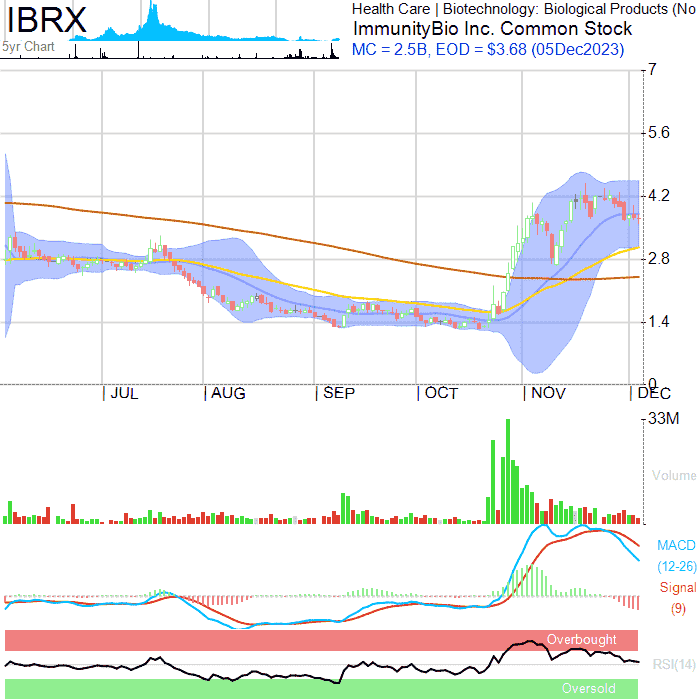 IBRX
5yr Chart
Health Care | Biotechnology: Biological Products (No
ImmunityBio Inc. Common Stock
MC = 2.5B, EOD = $3.68 (05Dec2023)
7
5.6
4.2
2.8
1.4
0
JUL AUG SEP OCT NOV DEC
33M
Volume
MACD
(12-26)
Signal
(9)
Overbought
RSI(14)
Oversold